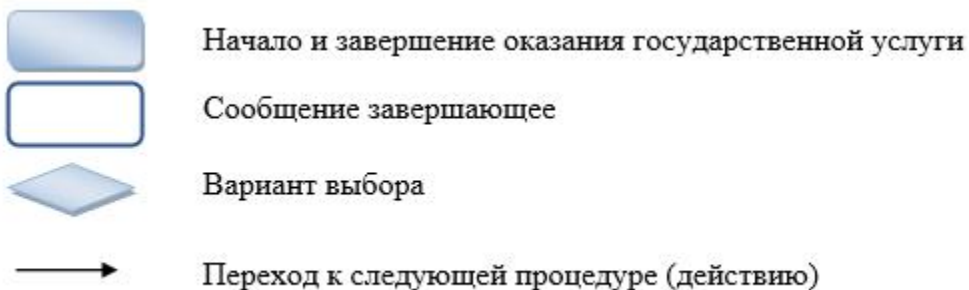 Начало и завершение оказания государственной услуги
Сообщение завершающее
Вариант выбора
Переход к следующей процедуре (действию)